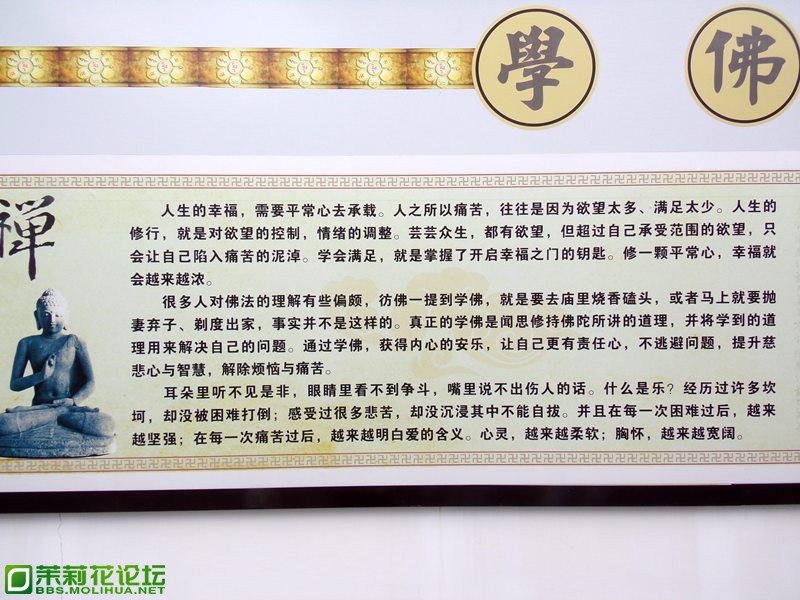 學 佛
禅
人生的幸福，需要平常心去承载。人之所以痛苦，往往是因为欲望太多、满足太少。人生的
修行，就是对欲望的控制，情绪的调整。芸芸众生，都有欲望，但超过自己承受范围的欲望，只
会让自己陷入痛苦的泥淖。学会满足，就是掌握了开启幸福之门的钥匙。修一颗平常心，幸福就
会越来越浓。
很多人对佛法的理解有些偏颇，彷佛一提到学佛，就是要去庙里烧香磕头，或者马上就要抛
妻弃子、剃度出家，事实并不是这样的。真正的学佛是闻思修持佛陀所讲的道理，并将学到的道
理用来解决自己的问题。通过学佛，获得内心的安乐，让自己更有责任心，不逃避问题，提升慈
悲心与智慧，解除烦恼与痛苦。
耳朵里听不见是非，眼睛里看不到争斗，嘴里说不出伤人的话。什么是乐？经历过许多坎
坷，却没被困难打倒；感受过很多悲苦，却没沉浸其中不能自拔。并且在每一次困难过后，越来
越坚强；在每一次痛苦过后，越来越明白爱的含义。心灵，越来越柔软；胸怀，越来越宽阔。
茉莉花论坛
BBS.MOLIHUA.NET